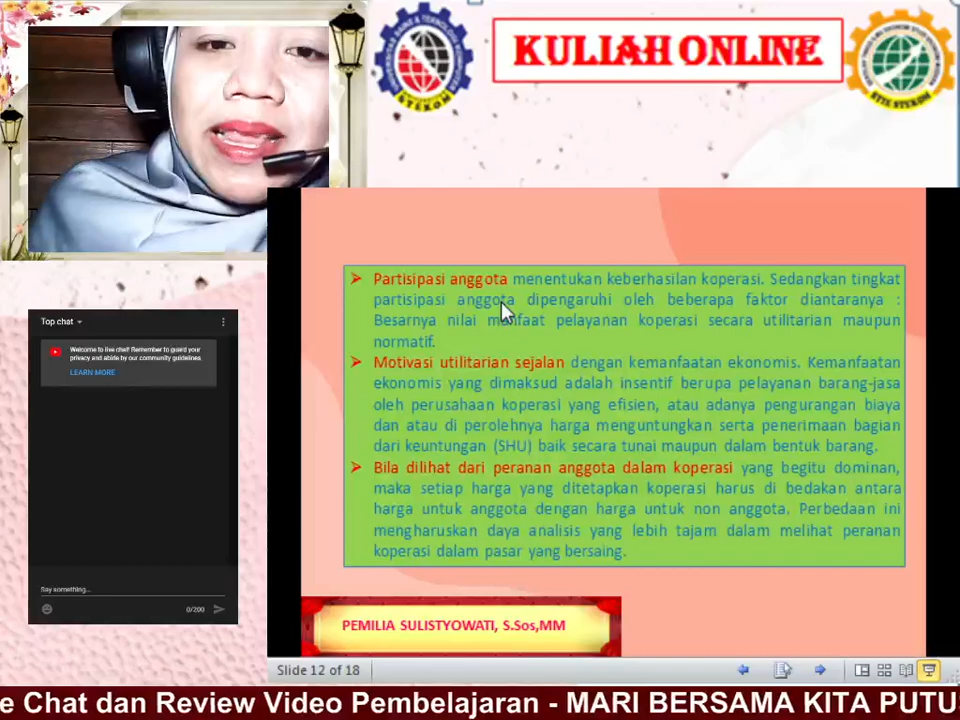 KULIAH ONLINE
UNIVERSITAS SAINS & TEKNOLOGI KOMPUTER
STEKOM
STIE STEKOM
Partisipasi anggota menentukan keberhasilan koperasi. Sedangkan tingkat
partisipasi anggota dipengaruhi oleh beberapa faktor diantaranya :
Besarnya nilai manfaat pelayanan koperasi secara utilitarian maupun
normatif.
Motivasi utilitarian sejalan dengan kemanfaatan ekonomis. Kemanfaatan
ekonomis yang dimaksud adalah insentif berupa pelayanan barang-jasa
oleh perusahaan koperasi yang efisien, atau adanya pengurangan biaya
dan atau di perolehnya harga menguntungkan serta penerimaan bagian
dari keuntungan (SHU) baik secara tunai maupun dalam bentuk barang.
Bila dilihat dari peranan anggota dalam koperasi yang begitu dominan,
maka setiap harga yang ditetapkan koperasi harus di bedakan antara
harga untuk anggota dengan harga untuk non anggota. Perbedaan ini
mengharuskan daya analisis yang lebih tajam dalam melihat peranan
koperasi dalam pasar yang bersaing.
Top chat
Welcome to live chat! Remember to guard your
privacy and abide by our community guidelines.
LEARN MORE
Say something...
0/200
PEMILIA SULISTYOWATI, S.Sos,MM
Slide 12 of 18
e Chat dan Review Video Pembelajaran - MARI BERSAMA KITA PUTU